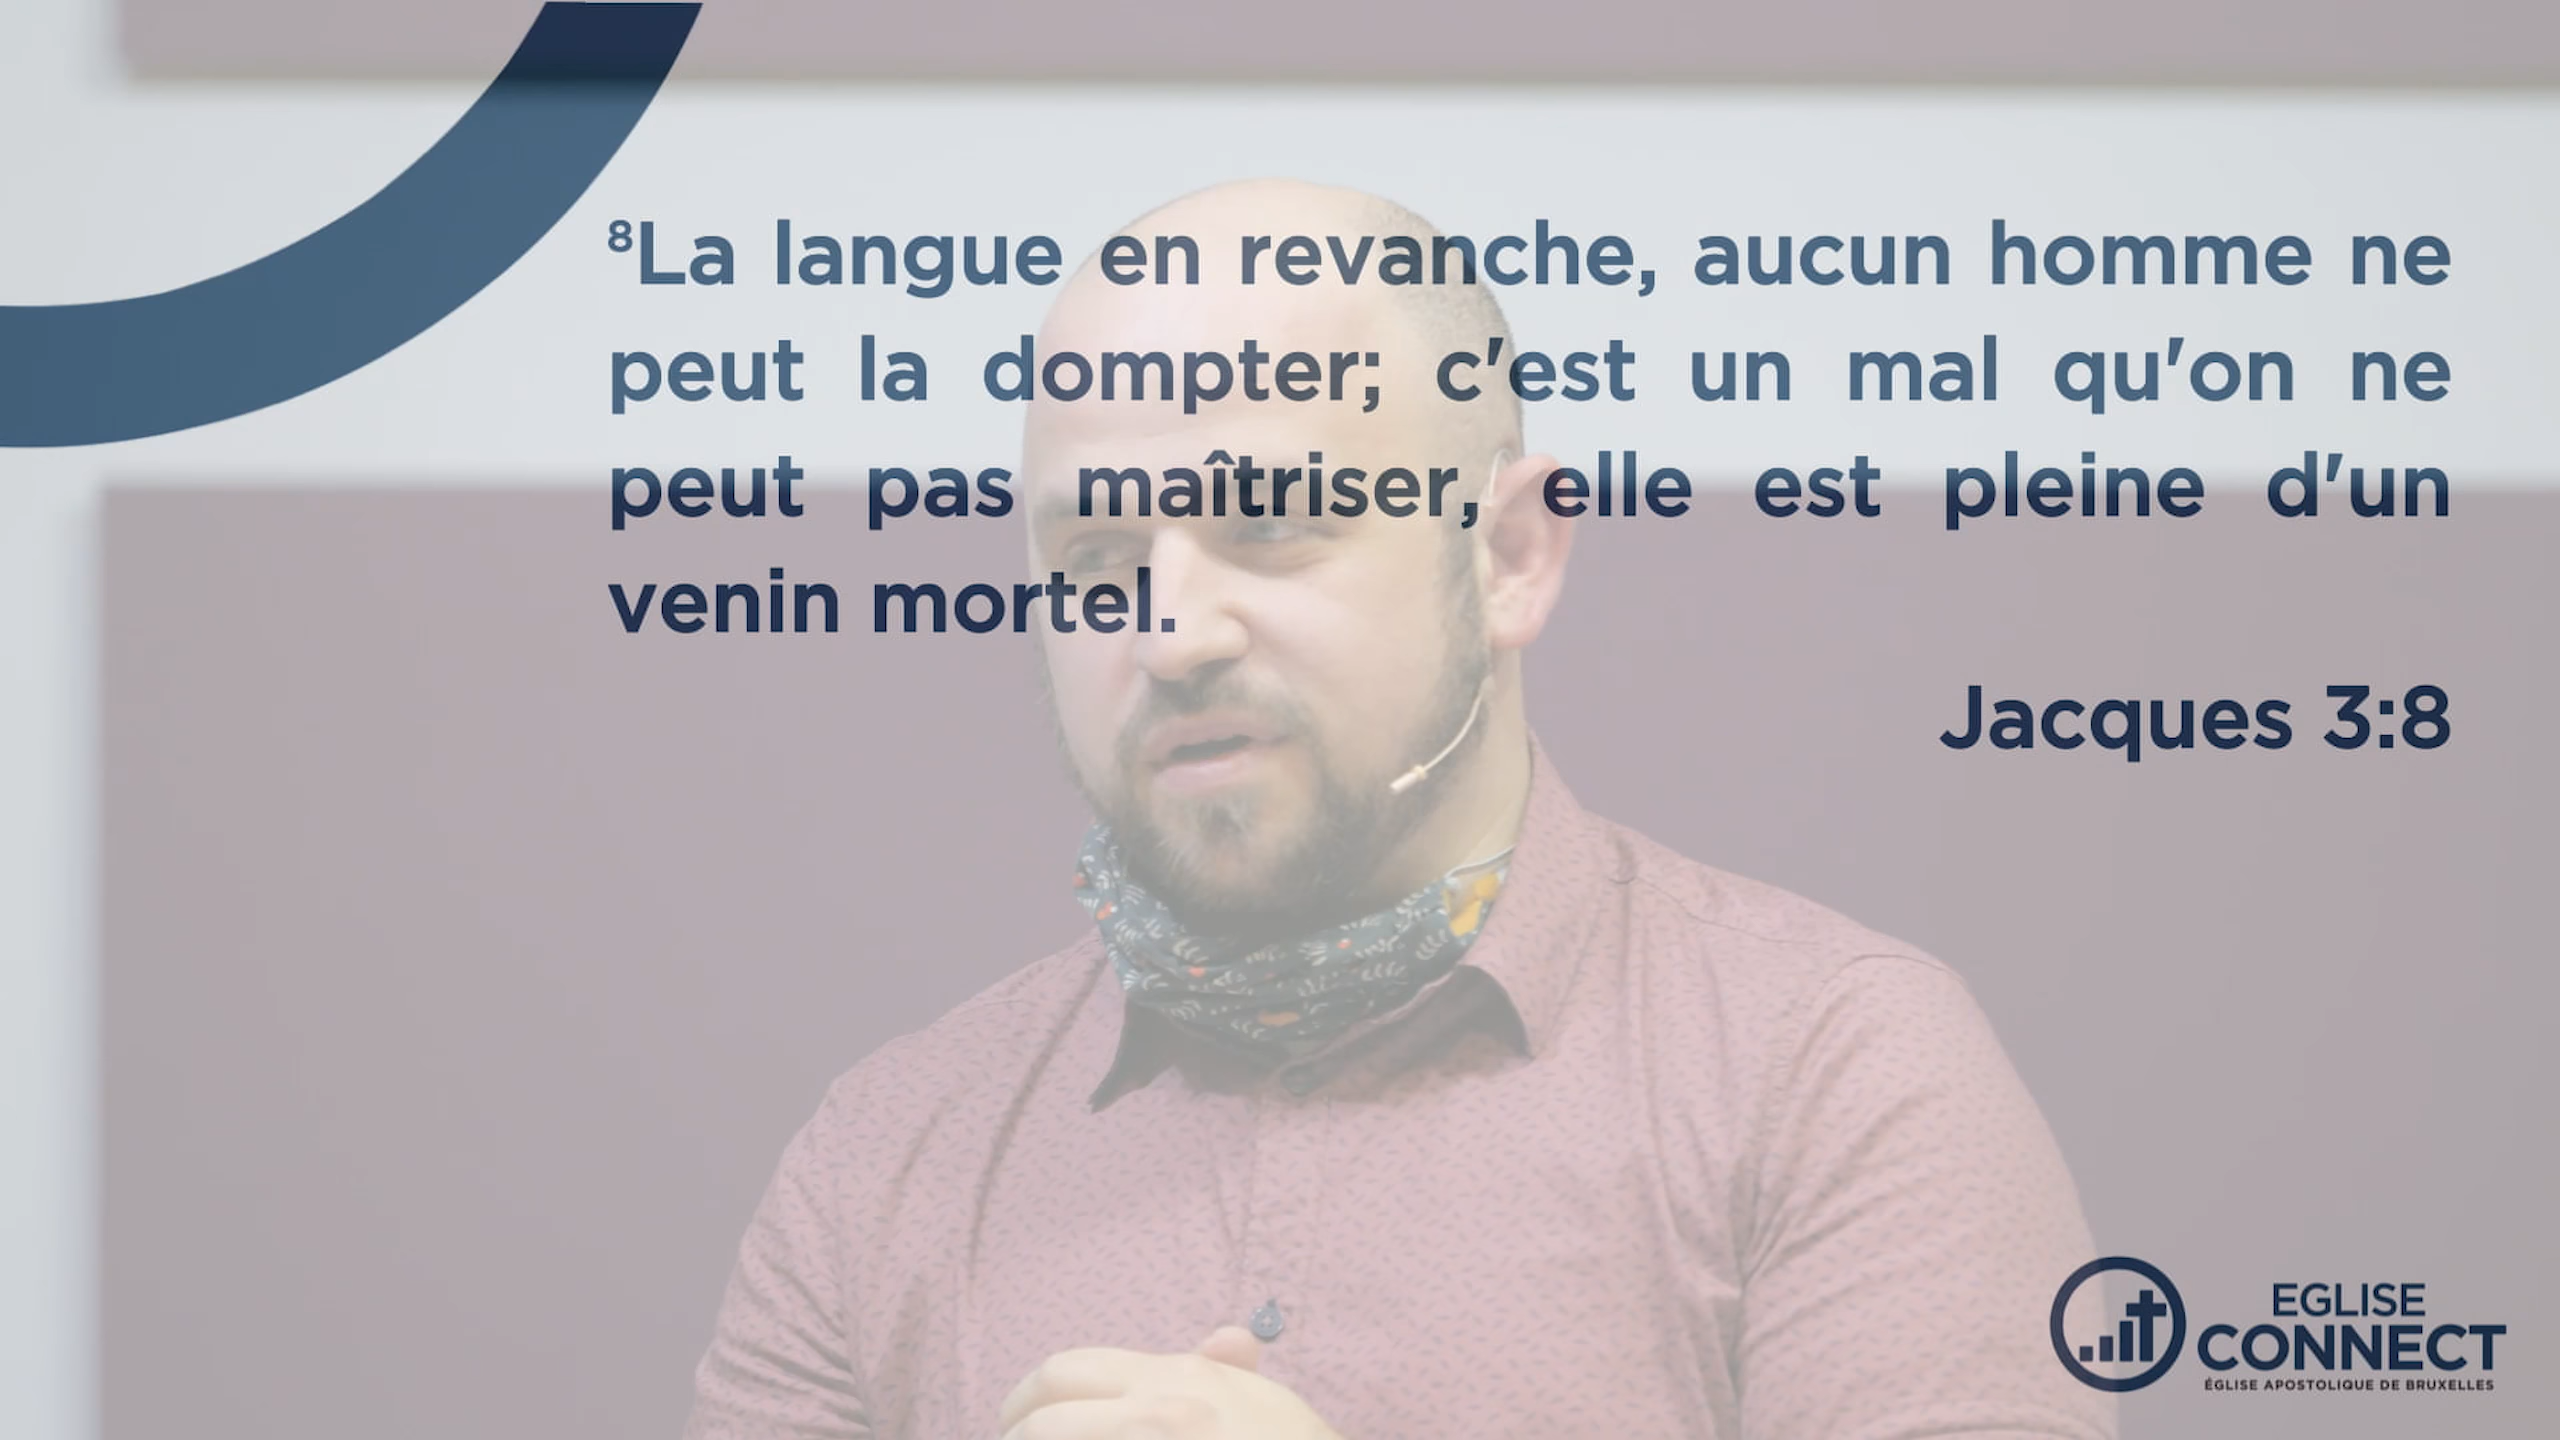 ⁸La langue en revanche, aucun homme ne
peut la dompter; c'est un mal qu'on ne
peut pas maîtriser, elle est pleine d'un
venin mortel.
Jacques 3:8
EGLISE
CONNECT
ÉGLISE APOSTOLIQUE DE BRUXELLES